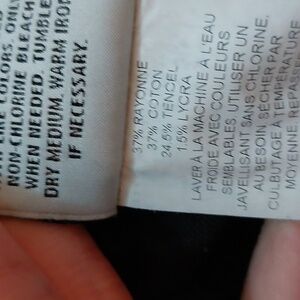 LIKE COLORS, ONLY
NON-CHLORINE BLEACH
WHEN NEEDED. TUMBLE
DRY MEDIUM. WARM IRON
IF NECESSARY.
37% RAYONNE
37% COTON
24.5% TENCEL
1.5% LYCRA
LAVER À LA MACHINE À L'EAU
FROIDE AVEC COULEURS
SEMBLABLES. UTILISER UN
JAVELLISANT SANS CHLORINE,
AU BESOIN. SÉCHER PAR
CULBUTAGE À TEMPÉRATURE
MOYENNE. REPASSER